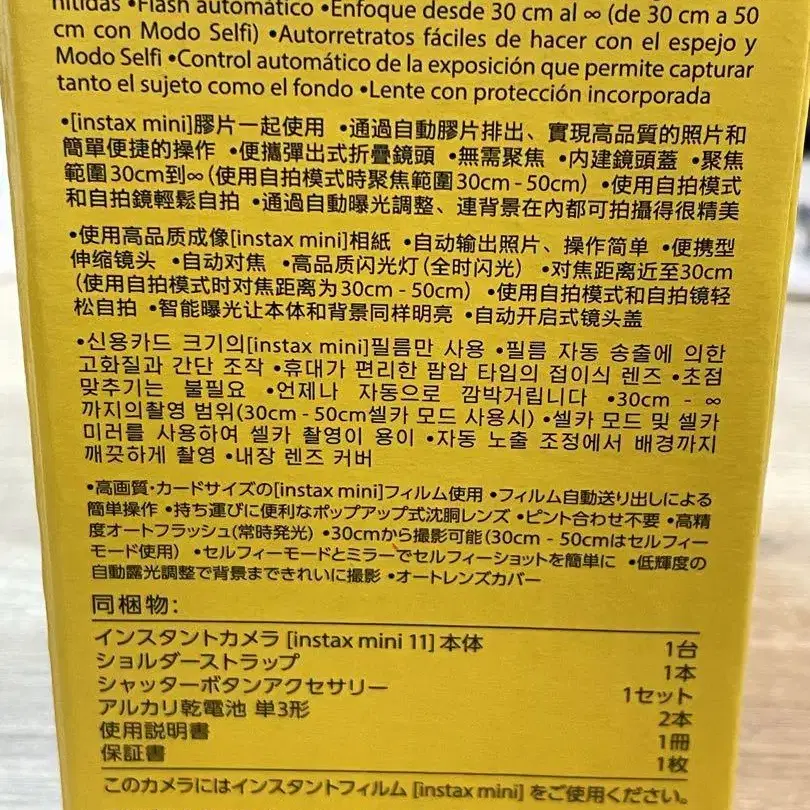 nítidas •Flash automático •Enfoque desde 30 cm al ∞ (de 30 cm a 50
cm con Modo Selfi) •Autorretratos fáciles de hacer con el espejo y
Modo Selfi •Control automático de la exposición que permite capturar
tanto el sujeto como el fondo •Lente con protección incorporada
•[instax mini]膠片一起使用 •通過自動膠片排出、實現高品質的照片和
簡單便捷的操作 •便攜彈出式折疊鏡頭 •無需聚焦 •內建鏡頭蓋 •聚焦
範圍30cm到∞(使用自拍模式時聚焦範圍30cm - 50cm) •使用自拍模式
和自拍鏡輕鬆自拍 •通過自動曝光調整、連背景在內都可拍攝得很精美
•使用高品质成像[instax mini]相紙 •自动输出照片、操作简单 •便携型
伸缩镜头 •自动对焦 •高品质闪光灯(全时闪光) •对焦距离近至30cm
(使用自拍模式时对焦距离为30cm - 50cm) •使用自拍模式和自拍镜轻
松自拍 •智能曝光让本体和背景同样明亮 •自动开启式镜头盖
•신용카드 크기의[instax mini]필름만 사용 •필름 자동 송출에 의한
고화질과 간단 조작 •휴대가 편리한 팝압 타입의 접이식 렌즈 •초점
맞추기는 불필요 •언제나 자동으로 깜박거립니다 •30cm - ∞
까지의촬영 범위(30cm - 50cm셀카 모드 사용시) •셀카 모드 및 셀카
미러를 사용하여 셀카 촬영이 용이 •자동 노출 조정에서 배경까지
깨끗하게 촬영 •내장 렌즈 커버
•高画質・カードサイズの[instax mini]フィルム使用 •フィルム自動送り出しによる
簡単操作 •持ち運びに便利なポップアップ式沈胴レンズ •ピント合わせ不要 •高精
度オートフラッシュ(常時発光) •30cmから撮影可能(30cm - 50cmはセルフィー
モード使用) •セルフィーモードとミラーでセルフィーショットを簡単に •低輝度の
自動露光調整で背景まできれいに撮影 •オートレンズカバー
同梱物:
インスタントカメラ [instax mini 11] 本体 1台
ショルダーストラップ 1本
シャッターボタンアクセサリー 1セット
アルカリ乾電池 単3形 2本
使用説明書 1冊
保証書 1枚
このカメラにはインスタントフィルム [instax mini] をご使用ください。